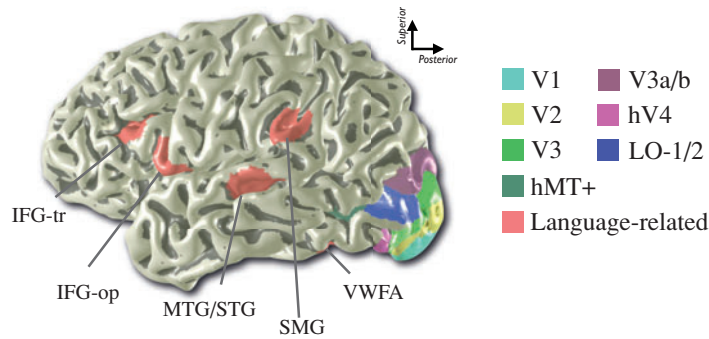 Superior
Posterior
V1
V3a/b
V2
hV4
V3
LO-1/2
hMT+
Language-related
IFG-tr
IFG-op
MTG/STG
SMG
VWFA